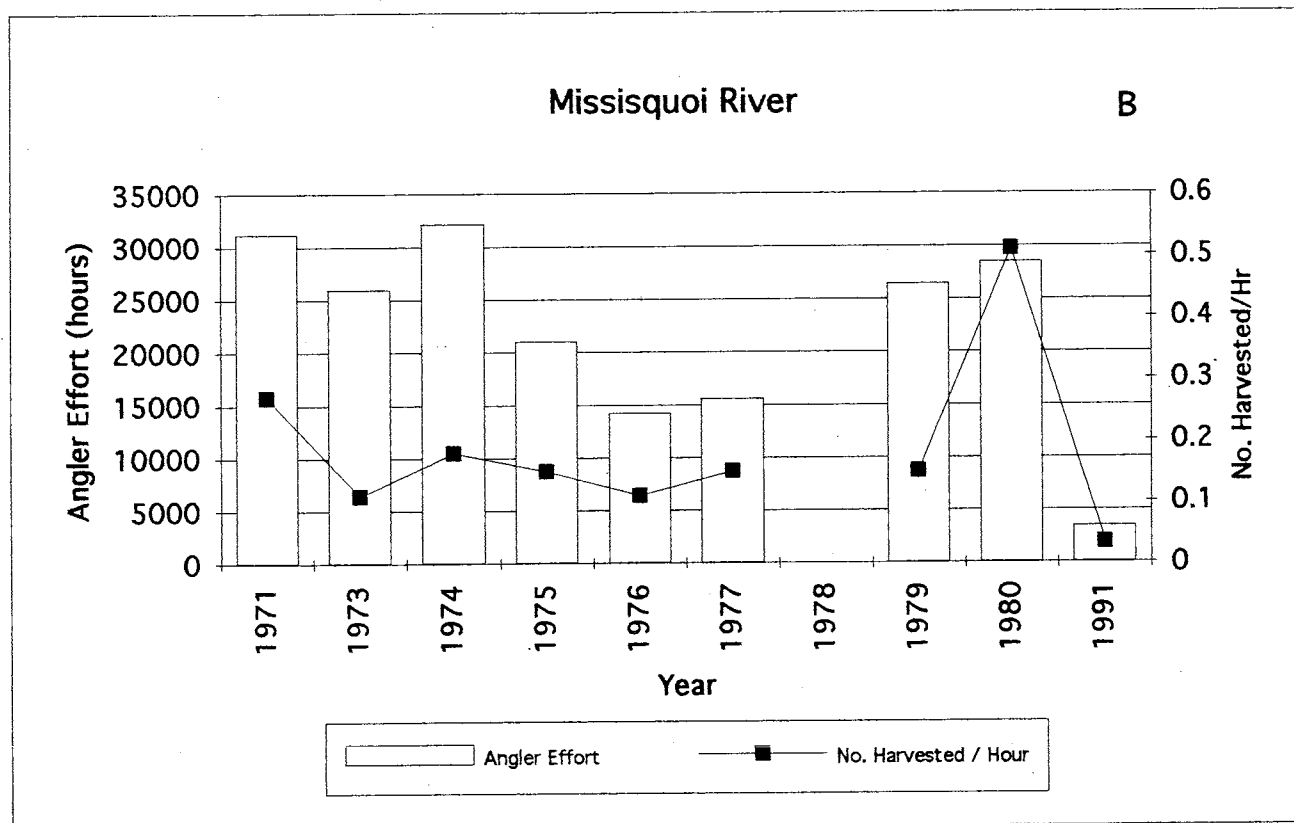 Missisquoi River
B
35000
30000
25000
20000
15000
10000
5000
0
Angler Effort (hours)
0.6
0.5
0.4
0.3
0.2
0.1
0
No. Harvested/Hr
1971 1973 1974 1975 1976 1977 1978 1979 1980 1991
Year
Angler Effort No. Harvested / Hour